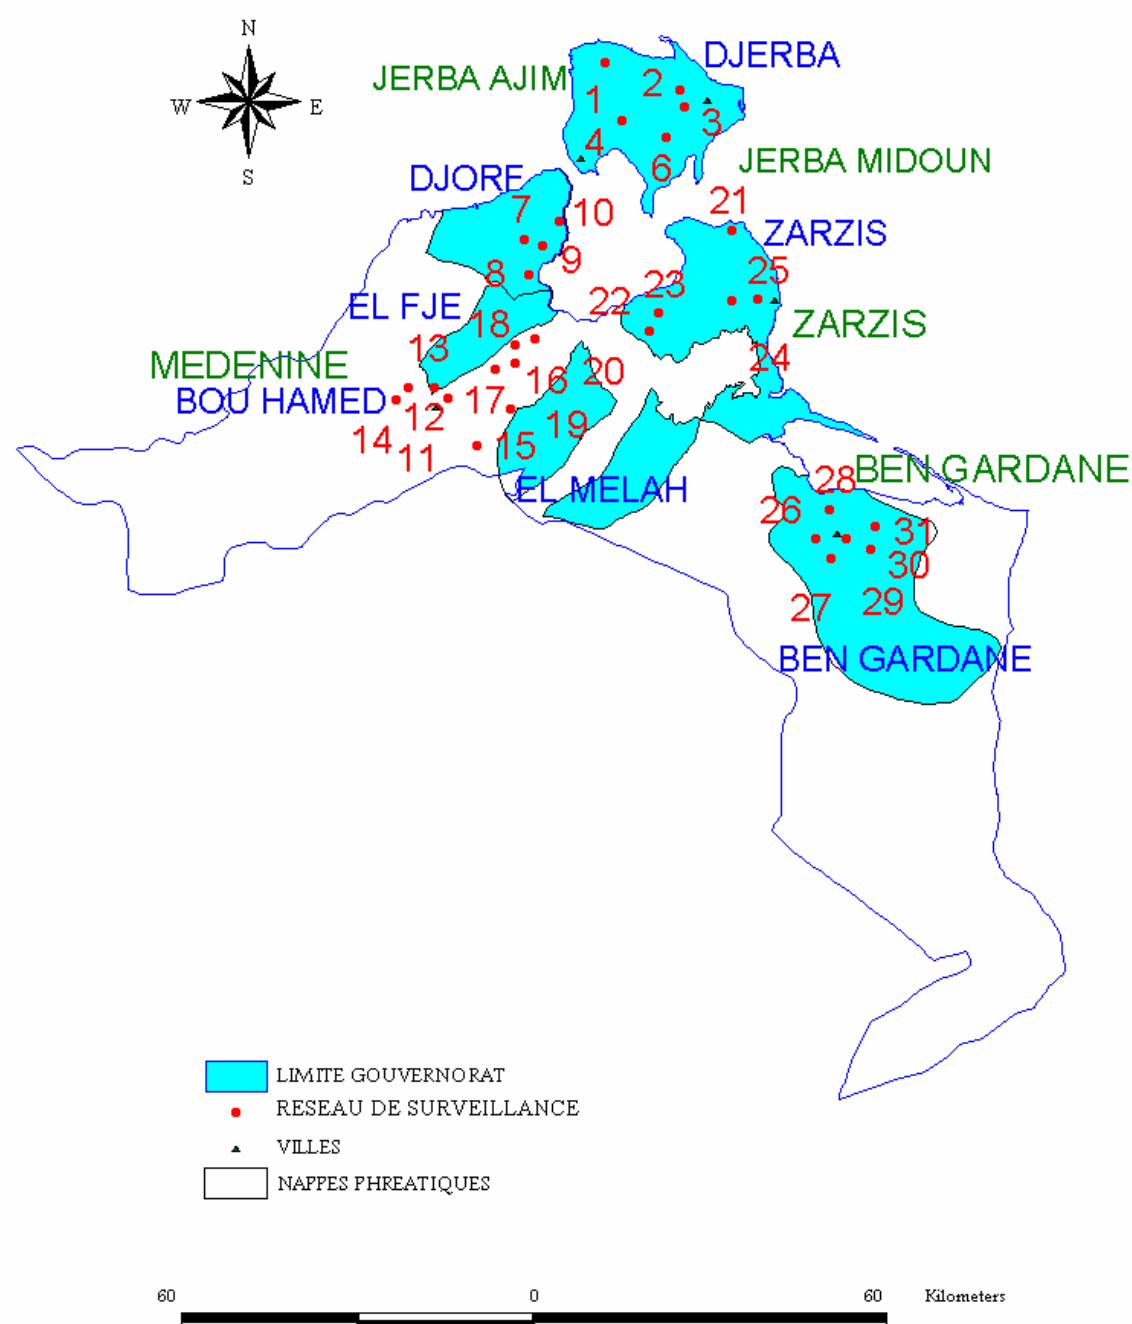 N
DJERBA
JERBA AJIM
2
1
W
E
3
4
JERBA MIDOUN
6
S
DJORF
21
7
10
ZARZIS
9
25
8
23
22
EL FJE
18
ZARZIS
13
24
MEDENINE
20
16
BOU HAMED
17
12
19
14
15
11
BEN GARDANE
28
EL MELAH
26
31
30
29
27
BEN GARDANE
LIMITE GOUVERNORAT
RESEAU DE SURVEILLANCE
VILLES
NAPPES PHREATIQUES
60
0
60
Kilometers